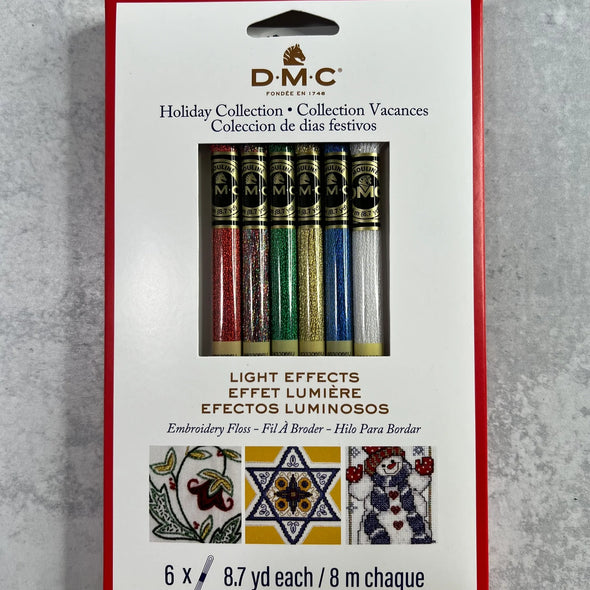 D·M·C®
FONDÉE EN 1746
Holiday Collection • Collection Vacances
Coleccion de dias festivos
DMC
LIGHT EFFECTS
EFFET LUMIÈRE
EFECTOS LUMINOSOS
Embroidery Floss – Fil À Broder – Hilo Para Bordar
6 x 8.7 yd each / 8 m chaque